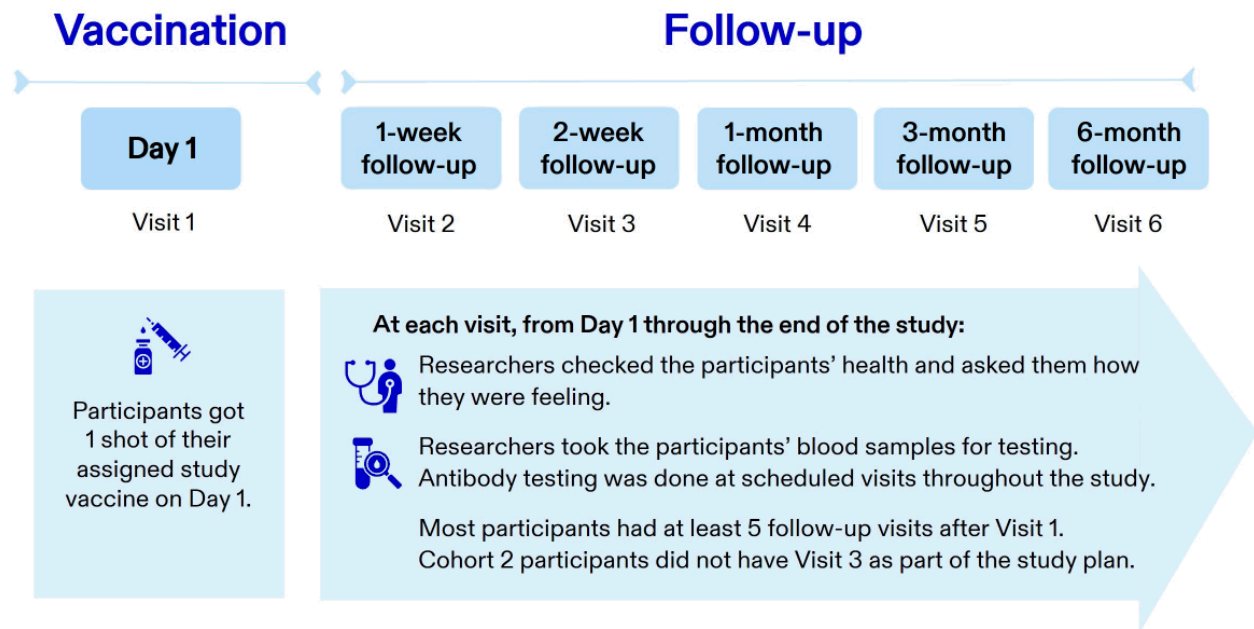 Vaccination
Follow-up
Day 1
1-week
follow-up
2-week
follow-up
1-month
follow-up
3-month
follow-up
6-month
follow-up
Visit 1
Visit 2
Visit 3
Visit 4
Visit 5
Visit 6
Participants got
1 shot of their
assigned study
vaccine on Day 1.
At each visit, from Day 1 through the end of the study:
Researchers checked the participants’ health and asked them how
they were feeling.
Researchers took the participants’ blood samples for testing.
Antibody testing was done at scheduled visits throughout the study.
Most participants had at least 5 follow-up visits after Visit 1.
Cohort 2 participants did not have Visit 3 as part of the study plan.